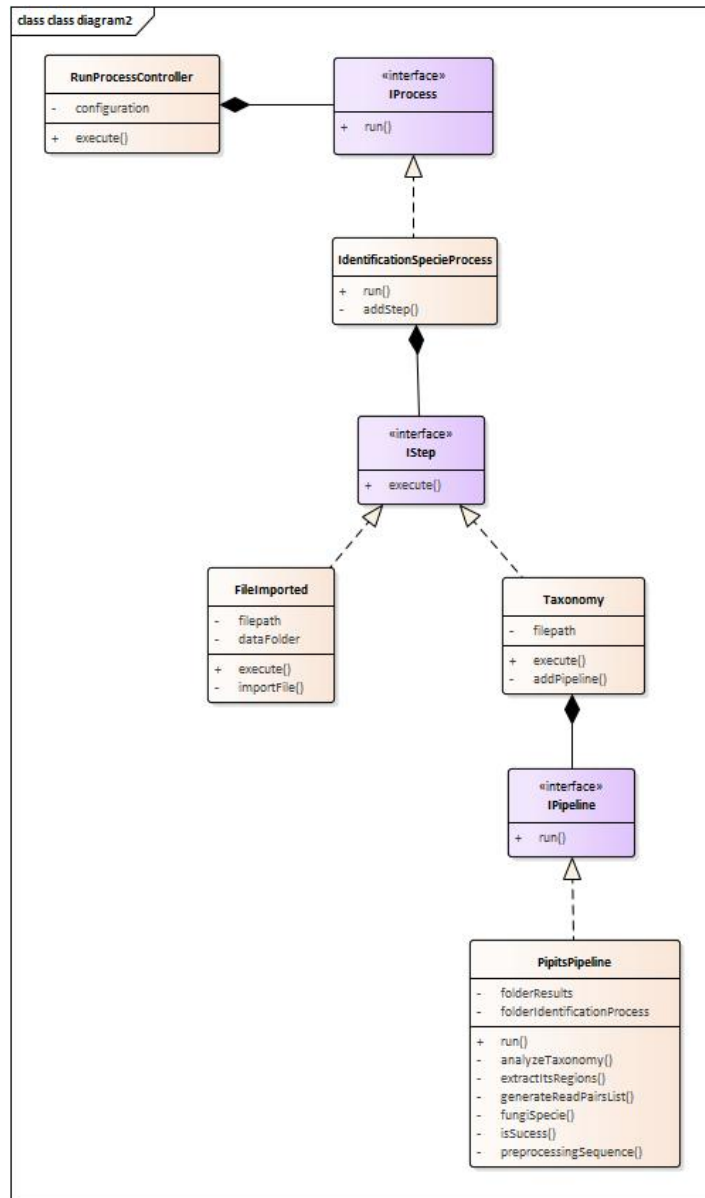 class class diagram2
RunProcessController
- configuration
+ execute()
«interface»
IProcess
+ run()
IdentificationSpecieProcess
+ run()
- addStep()
«interface»
IStep
+ execute()
FileImported
- filepath
- dataFolder
+ execute()
- importFile()
Taxonomy
- filepath
+ execute()
- addPipeline()
«interface»
IPipeline
+ run()
PipitsPipeline
- folderResults
- folderIdentificationProcess
+ run()
- analyzeTaxonomy()
- extractItsRegions()
- generateReadPairsList()
- fungiSpecie()
- isSucess()
- preprocessingSequence()